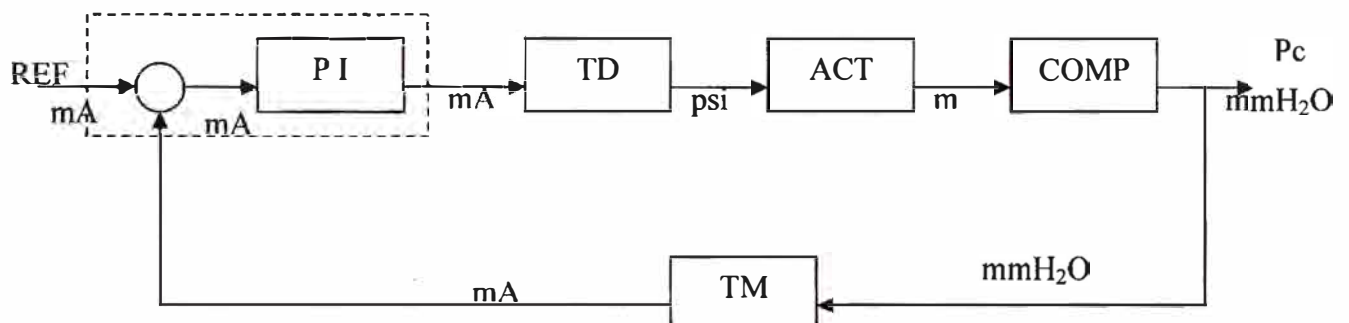 REF
mA
mA
P I
mA
TD
psi
ACT
m
COMP
Pc
mmH₂O
mmH₂O
TM
mA